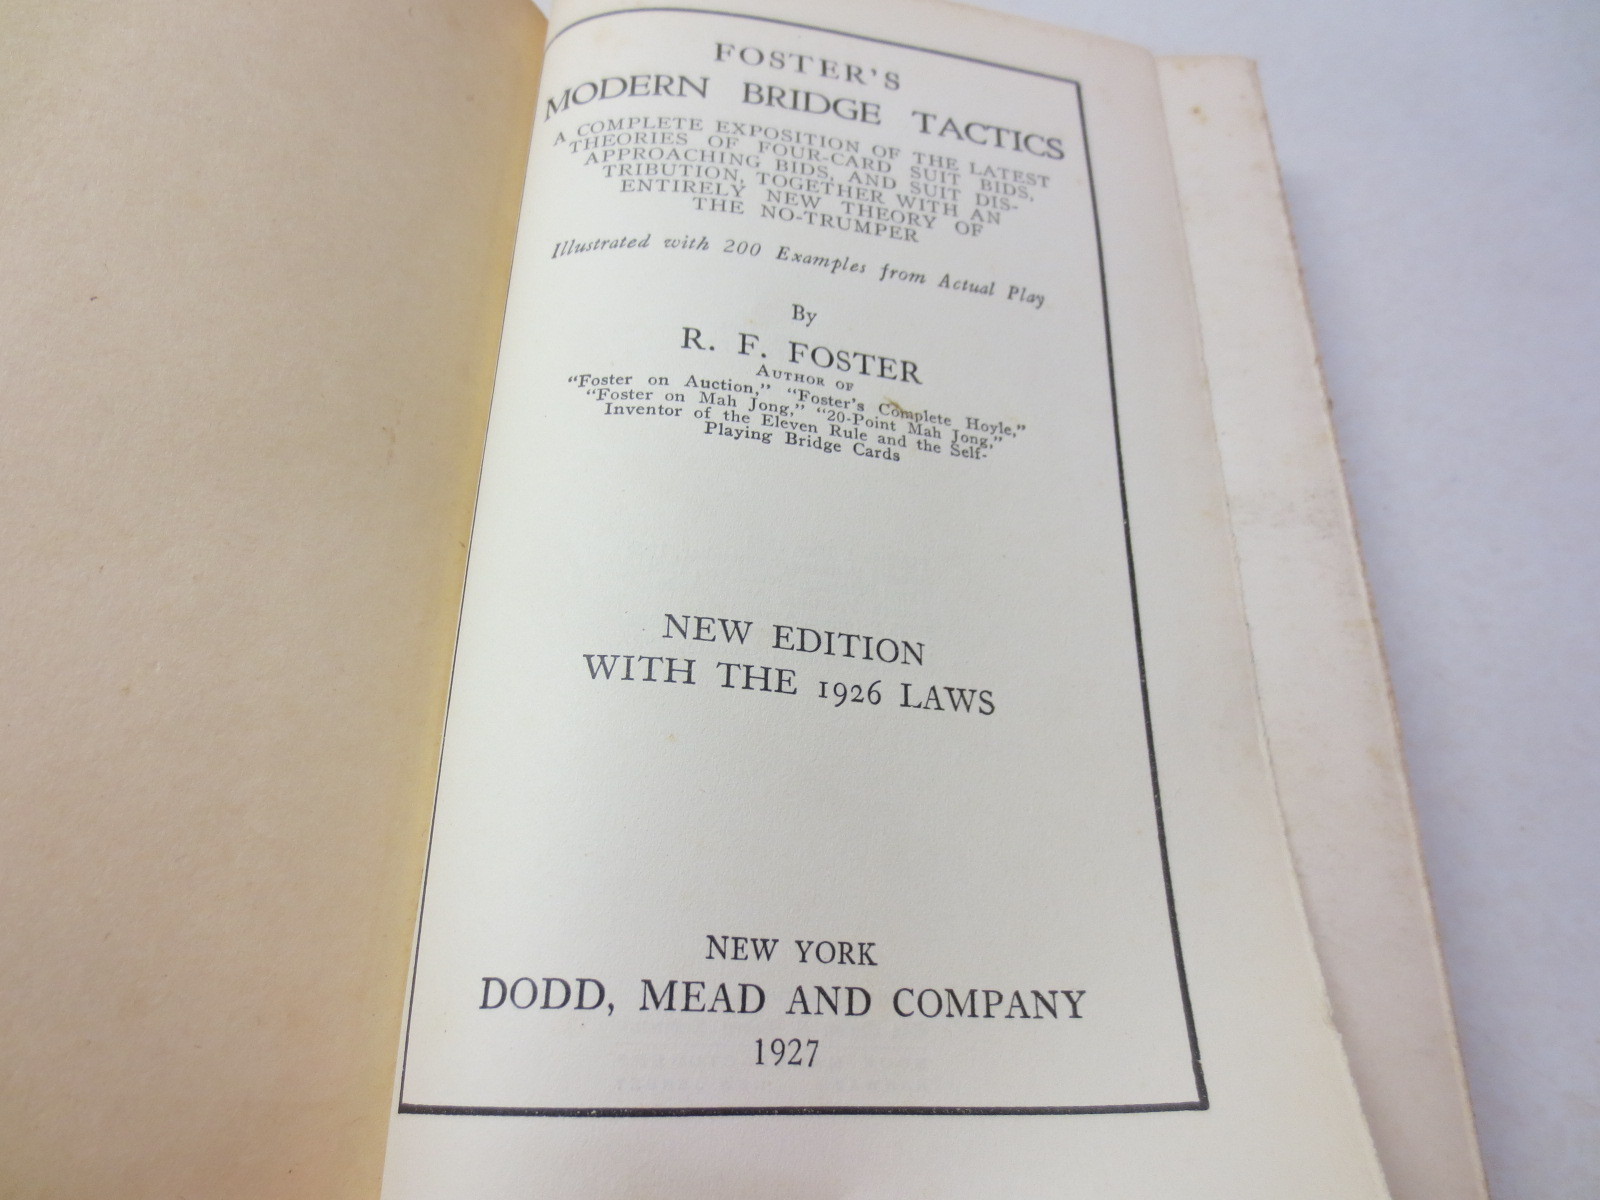 FOSTER'S
MODERN BRIDGE TACTICS
A COMPLETE EXPOSITION OF THE LATEST
THEORIES OF FOUR-CARD SUIT BIDS,
APPROACHING BIDS, AND SUIT DIS-
TRIBUTION, TOGETHER WITH AN
ENTIRELY NEW THEORY OF
THE NO-TRUMPER
Illustrated with 200 Examples from Actual Play
By
R. F. FOSTER
AUTHOR OF
"Foster on Auction," "Foster's Complete Hoyle,"
"Foster on Mah Jong," "20-Point Mah Jong,"
Inventor of the Eleven Rule and the Self-
Playing Bridge Cards
NEW EDITION
WITH THE 1926 LAWS
NEW YORK
DODD, MEAD AND COMPANY
1927